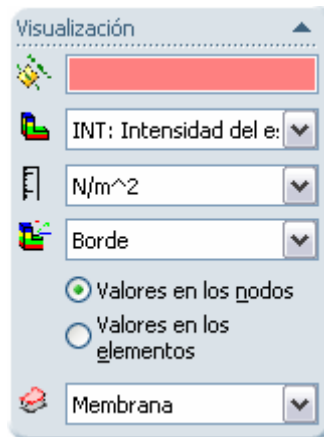 Visualización
INT: Intensidad del e:
N/m^2
Borde
Valores en los nodos
Valores en los
elementos
Membrana